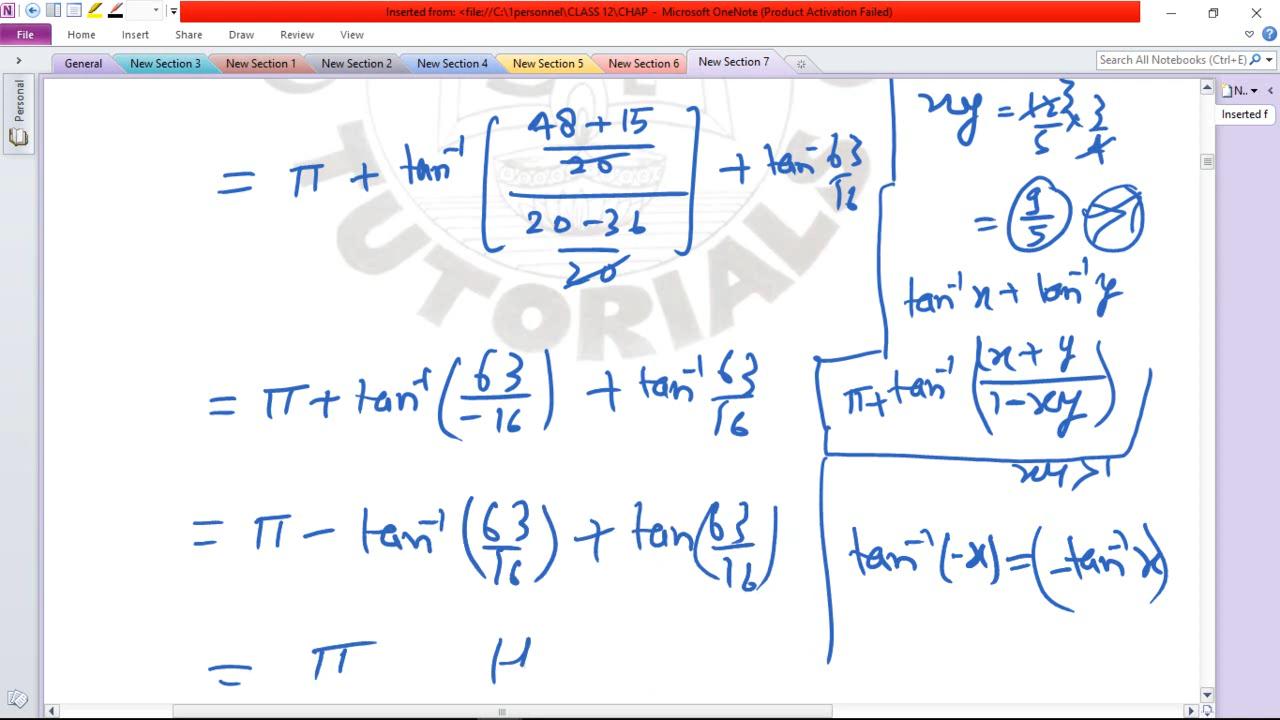 Inserted from: <file://C:\1personnel\CLASS 12\CHAP - Microsoft OneNote (Product Activation Failed)
File Home Insert Share Draw Review View
General New Section 3 New Section 1 New Section 2 New Section 4 New Section 5 New Section 6 New Section 7
Search All Notebooks (Ctrl+E)
Personal
N..
Inserted f
TUTORIALS
= π + tan⁻¹ [((48 + 15)/20)/((20 - 36)/20)] + tan⁻ 63/16
= π + tan⁻¹ (63/-16) + tan⁻¹ 63/16
= π - tan⁻¹ (63/16) + tan (63/16)
= π
xy = 12/5 × 3/4
= 9/5 >1
tan⁻¹ x + tan⁻¹ y
π + tan⁻¹ ((x + y)/(1 - xy))
xy >1
tan⁻¹ (-x) = (-tan⁻¹ x)